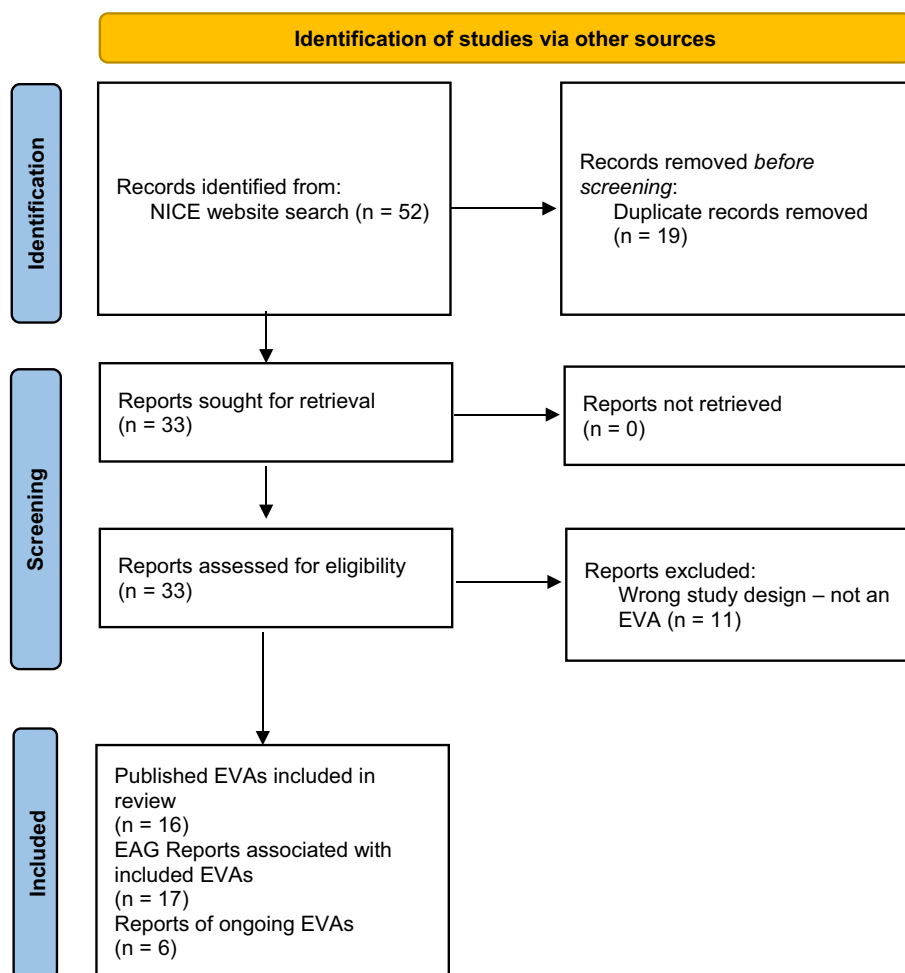 Identification of studies via other sources
Identification
Records identified from:
NICE website search (n = 52)
Records removed before
screening:
Duplicate records removed
(n = 19)
Screening
Reports sought for retrieval
(n = 33)
Reports not retrieved
(n = 0)
Reports assessed for eligibility
(n = 33)
Reports excluded:
Wrong study design – not an
EVA (n = 11)
Included
Published EVAs included in
review
(n = 16)
EAG Reports associated with
included EVAs
(n = 17)
Reports of ongoing EVAs
(n = 6)